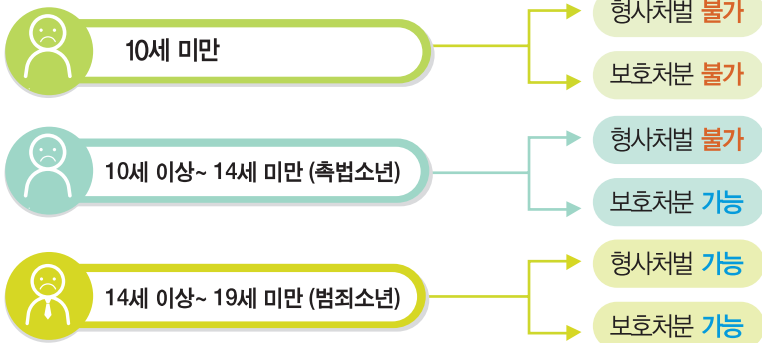 형사처벌 불가
10세 미만
보호처분 불가
형사처벌 불가
10세 이상~ 14세 미만 (촉법소년)
보호처분 가능
형사처벌 가능
14세 이상~ 19세 미만 (범죄소년)
보호처분 가능